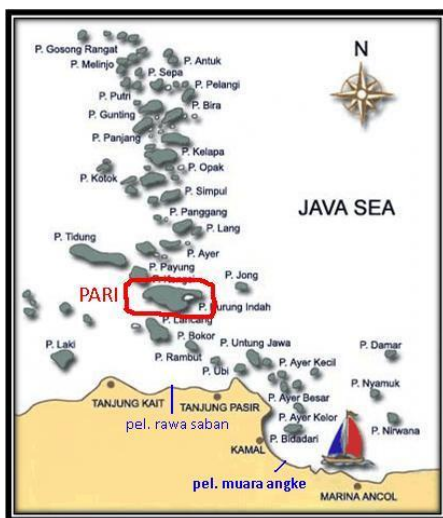 P. Gosong Rangat
P. Antuk
N
P. Melinjo
P. Sepa
P. Putri
P. Pelangi
P. Gunting
P. Bira
P. Panjang
P. Kelapa
P. Opak
P. Kotok
P. Simpul
P. Panggang
P. Lang
JAVA SEA
P. Tidung
P. Ayer
P. Payung
P. Jong
PARI
P. Burung Indah
P. Lancang
P. Bokor
P. Laki
P. Rambut
P. Untung Jawa
P. Damar
P. Ayer Kecil
P. Ubi
P. Nyamuk
P. Ayer Besar
TANJUNG KAIT
TANJUNG PASIR
P. Ayer Kelor
P. Nirwana
pel. rawa saban
P. Bidadari
KAMAL
pel. muara angke
MARINA ANCOL